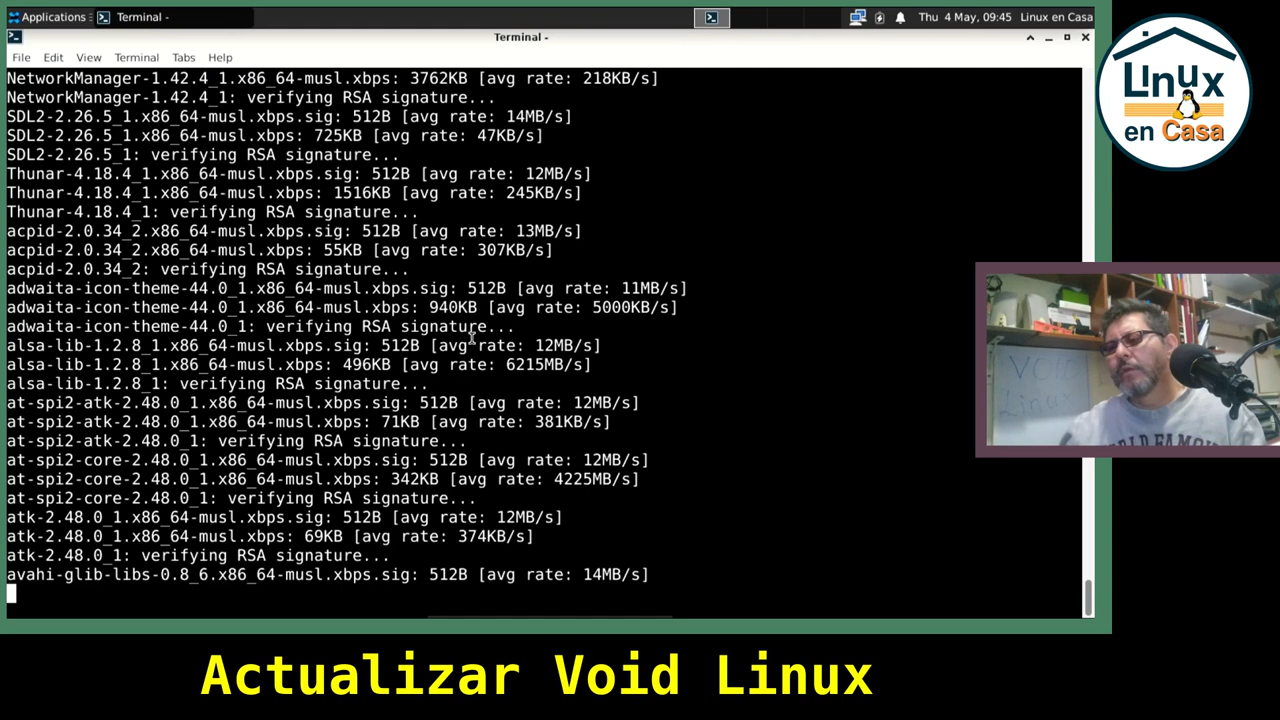 Applications
Terminal -
Thu 4 May, 09:45
Linux en Casa
Terminal -
File Edit View Terminal Tabs Help
NetworkManager-1.42.4_1.x86_64-musl.xbps: 3762KB [avg rate: 218KB/s]
NetworkManager-1.42.4_1: verifying RSA signature...
SDL2-2.26.5_1.x86_64-musl.xbps.sig: 512B [avg rate: 14MB/s]
SDL2-2.26.5_1.x86_64-musl.xbps: 725KB [avg rate: 47KB/s]
SDL2-2.26.5_1: verifying RSA signature...
Thunar-4.18.4_1.x86_64-musl.xbps.sig: 512B [avg rate: 12MB/s]
Thunar-4.18.4_1.x86_64-musl.xbps: 1516KB [avg rate: 245KB/s]
Thunar-4.18.4_1: verifying RSA signature...
acpid-2.0.34_2.x86_64-musl.xbps.sig: 512B [avg rate: 13MB/s]
acpid-2.0.34_2.x86_64-musl.xbps: 55KB [avg rate: 307KB/s]
acpid-2.0.34_2: verifying RSA signature...
adwaita-icon-theme-44.0_1.x86_64-musl.xbps.sig: 512B [avg rate: 11MB/s]
adwaita-icon-theme-44.0_1.x86_64-musl.xbps: 940KB [avg rate: 5000KB/s]
adwaita-icon-theme-44.0_1: verifying RSA signature...
alsa-lib-1.2.8_1.x86_64-musl.xbps.sig: 512B [avg rate: 12MB/s]
alsa-lib-1.2.8_1.x86_64-musl.xbps: 496KB [avg rate: 6215MB/s]
alsa-lib-1.2.8_1: verifying RSA signature...
at-spi2-atk-2.48.0_1.x86_64-musl.xbps.sig: 512B [avg rate: 12MB/s]
at-spi2-atk-2.48.0_1.x86_64-musl.xbps: 71KB [avg rate: 381KB/s]
at-spi2-atk-2.48.0_1: verifying RSA signature...
at-spi2-core-2.48.0_1.x86_64-musl.xbps.sig: 512B [avg rate: 12MB/s]
at-spi2-core-2.48.0_1.x86_64-musl.xbps: 342KB [avg rate: 4225MB/s]
at-spi2-core-2.48.0_1: verifying RSA signature...
atk-2.48.0_1.x86_64-musl.xbps.sig: 512B [avg rate: 12MB/s]
atk-2.48.0_1.x86_64-musl.xbps: 69KB [avg rate: 374KB/s]
atk-2.48.0_1: verifying RSA signature...
avahi-glib-libs-0.8_6.x86_64-musl.xbps.sig: 512B [avg rate: 14MB/s]
Linux
en Casa
VOID
Linux
Actualizar Void Linux